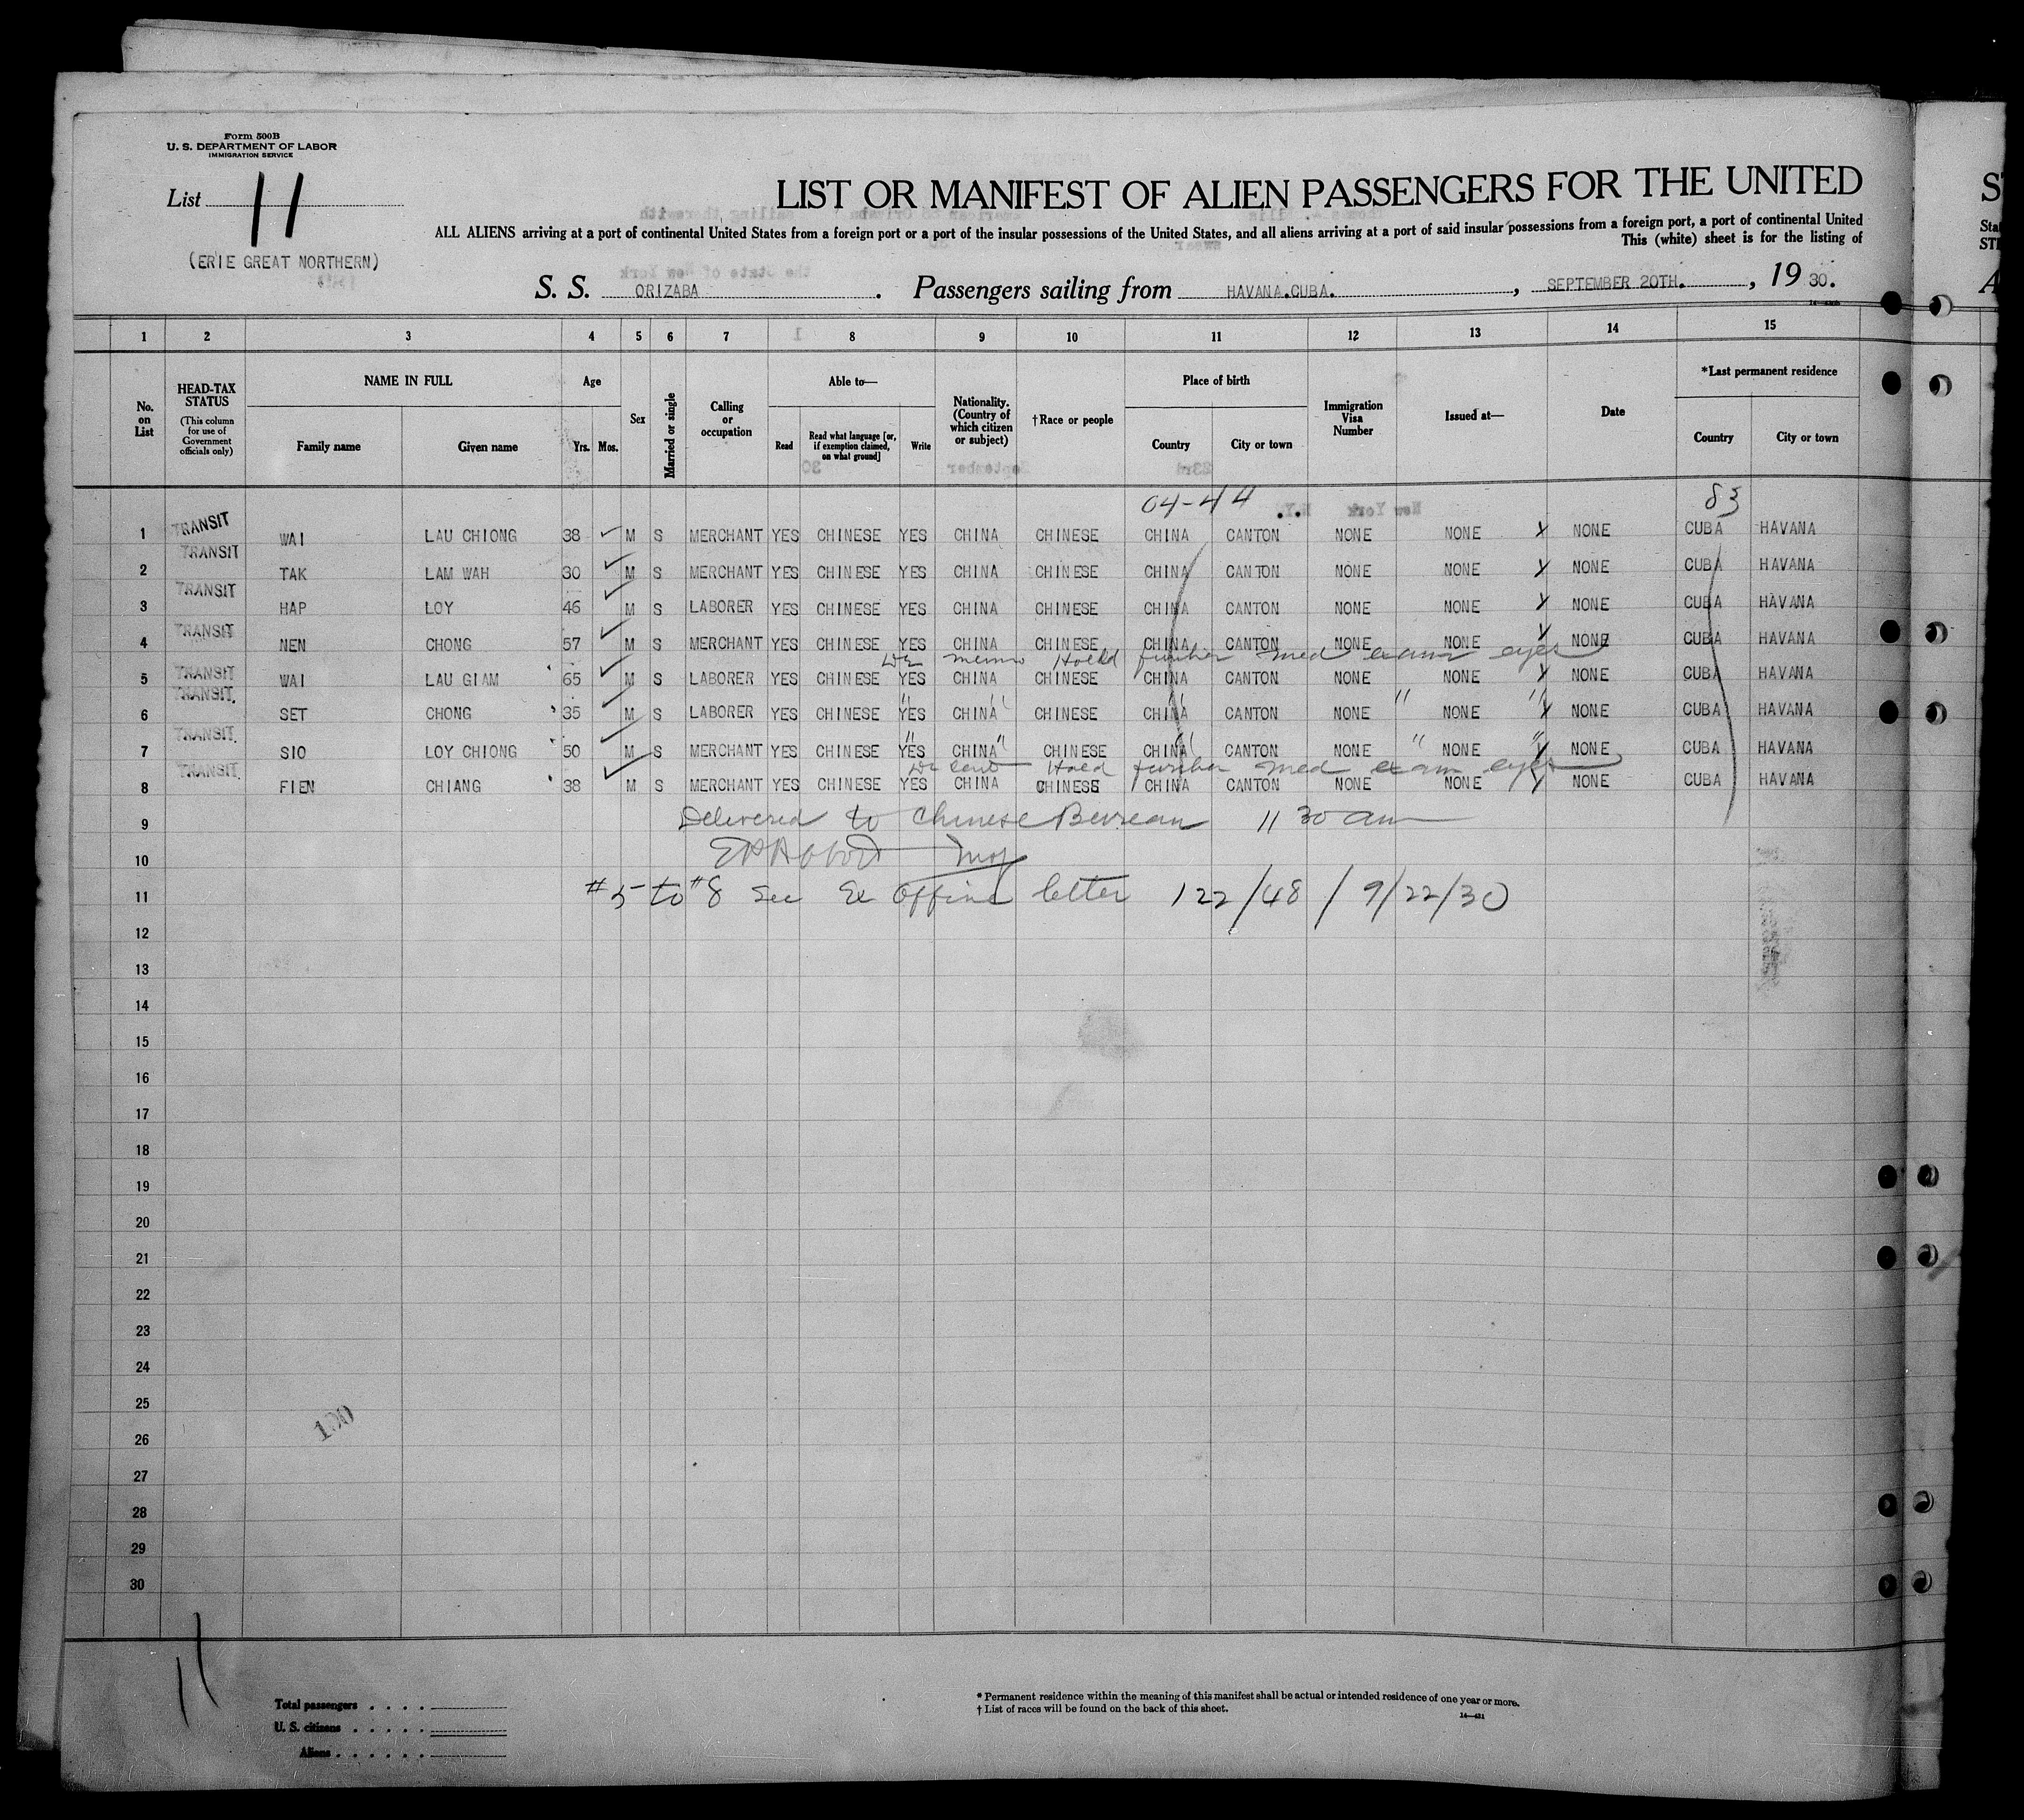 Form 500B
U. S. DEPARTMENT OF LABOR
IMMIGRATION SERVICE
List 11
(ERIE GREAT NORTHERN)
LIST OR MANIFEST OF ALIEN PASSENGERS FOR THE UNITED
ALL ALIENS arriving at a port of continental United States from a foreign port or a port of the insular possessions of the United States, and all aliens arriving at a port of said insular possessions from a foreign port, a port of continental United
This (white) sheet is for the listing of
S. S. ORIZABA. Passengers sailing from HAVANA.CUBA., SEPTEMBER 20TH., 19 30.
1 2 3 4 5 6 7 8 9 10 11 12 13 14 15
No. on List
HEAD-TAX STATUS (This column for use of Government officials only)
NAME IN FULL
Family name Given name
Age
Yrs. Mos.
Sex
Married or single
Calling or occupation
Able to—
Read Read what language [or, if exemption claimed, on what ground] Write
Nationality. (Country of which citizen or subject)
†Race or people
Place of birth
Country City or town
Immigration Visa Number
Issued at—
Date
*Last permanent residence
Country City or town
04-44 83
1 TRANSIT WAI LAU CHIONG 38 M S MERCHANT YES CHINESE YES CHINA CHINESE CHINA CANTON NONE NONE NONE CUBA HAVANA
2 TRANSIT TAK LAM WAH 30 M S MERCHANT YES CHINESE YES CHINA CHINESE CHINA CANTON NONE NONE NONE CUBA HAVANA
3 TRANSIT HAP LOY 46 M S LABORER YES CHINESE YES CHINA CHINESE CHINA CANTON NONE NONE NONE CUBA HAVANA
4 TRANSIT NEN CHONG 57 M S MERCHANT YES CHINESE YES CHINA CHINESE CHINA CANTON NONE NONE NONE CUBA HAVANA
memo Hold further med exam eyes
5 TRANSIT WAI LAU GIAM 65 M S LABORER YES CHINESE YES CHINA CHINESE CHINA CANTON NONE NONE NONE CUBA HAVANA
6 TRANSIT. SET CHONG 35 M S LABORER YES CHINESE YES CHINA CHINESE CHINA CANTON NONE NONE NONE CUBA HAVANA
7 TRANSIT. SIO LOY CHIONG 50 M S MERCHANT YES CHINESE YES CHINA CHINESE CHINA CANTON NONE NONE NONE CUBA HAVANA
Hold further med exam eyes
8 TRANSIT. FIEN CHIANG 38 M S MERCHANT YES CHINESE YES CHINA CHINESE CHINA CANTON NONE NONE NONE CUBA HAVANA
9 Delivered to Chinese Bureau 11 30 am
10
11 #5 to #8 See Ex Office letter 122/48 / 9/22/30
12
13
14
15
16
17
18
19
20
21
22
23
24
25
26
27
28
29
30
11
Total passengers
U. S. citizens
Aliens
* Permanent residence within the meaning of this manifest shall be actual or intended residence of one year or more.
† List of races will be found on the back of this sheet.